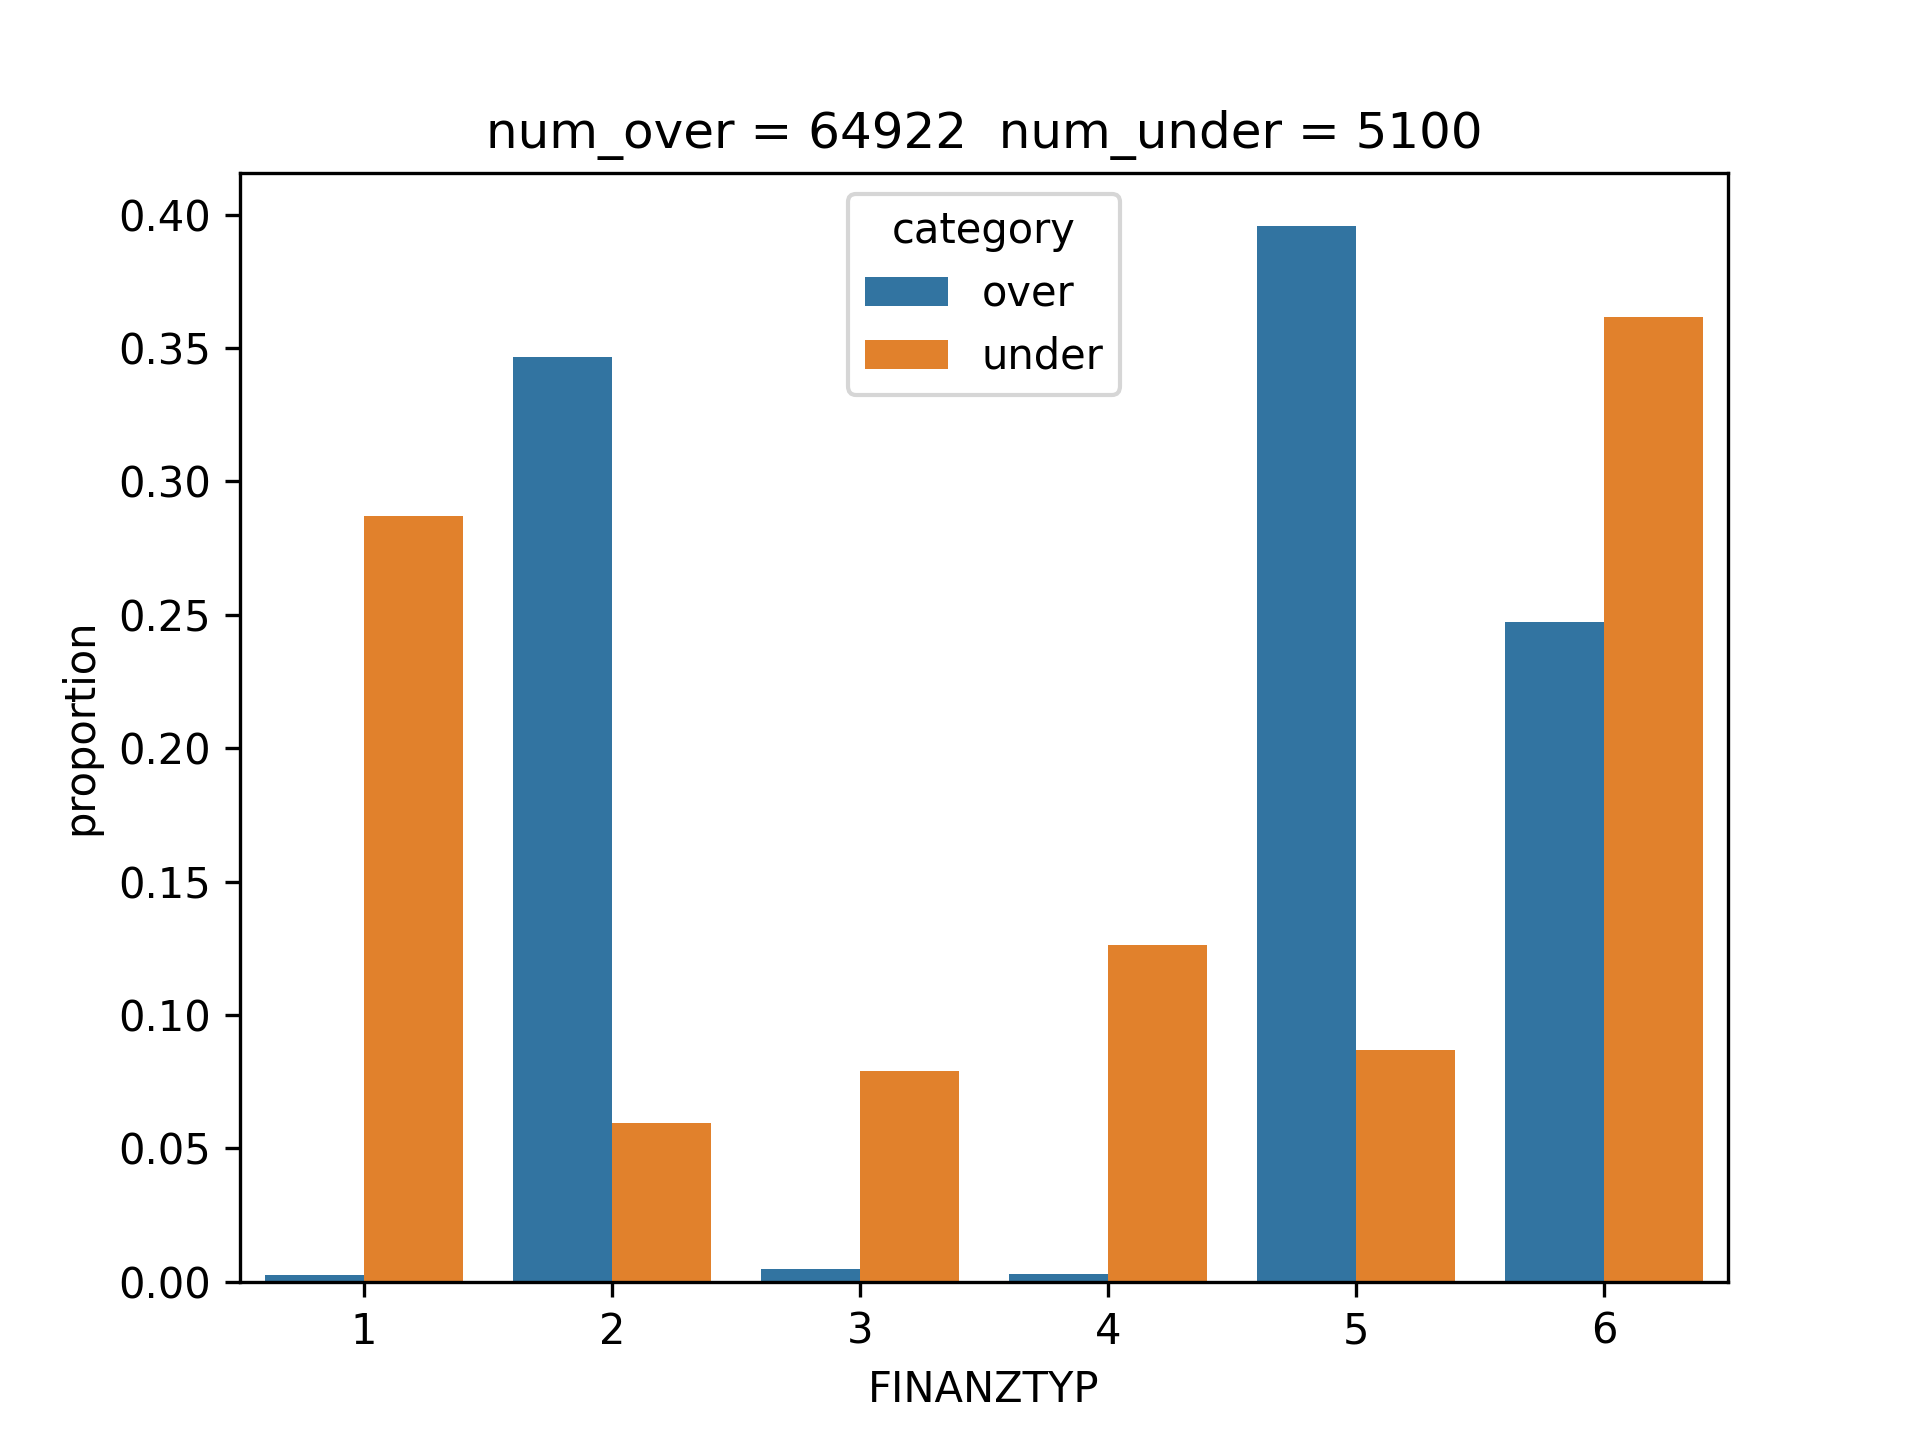 num_over = 64922  num_under = 5100
category
over
under
proportion
0.40
0.35
0.30
0.25
0.20
0.15
0.10
0.05
0.00
1 2 3 4 5 6
FINANZTYP